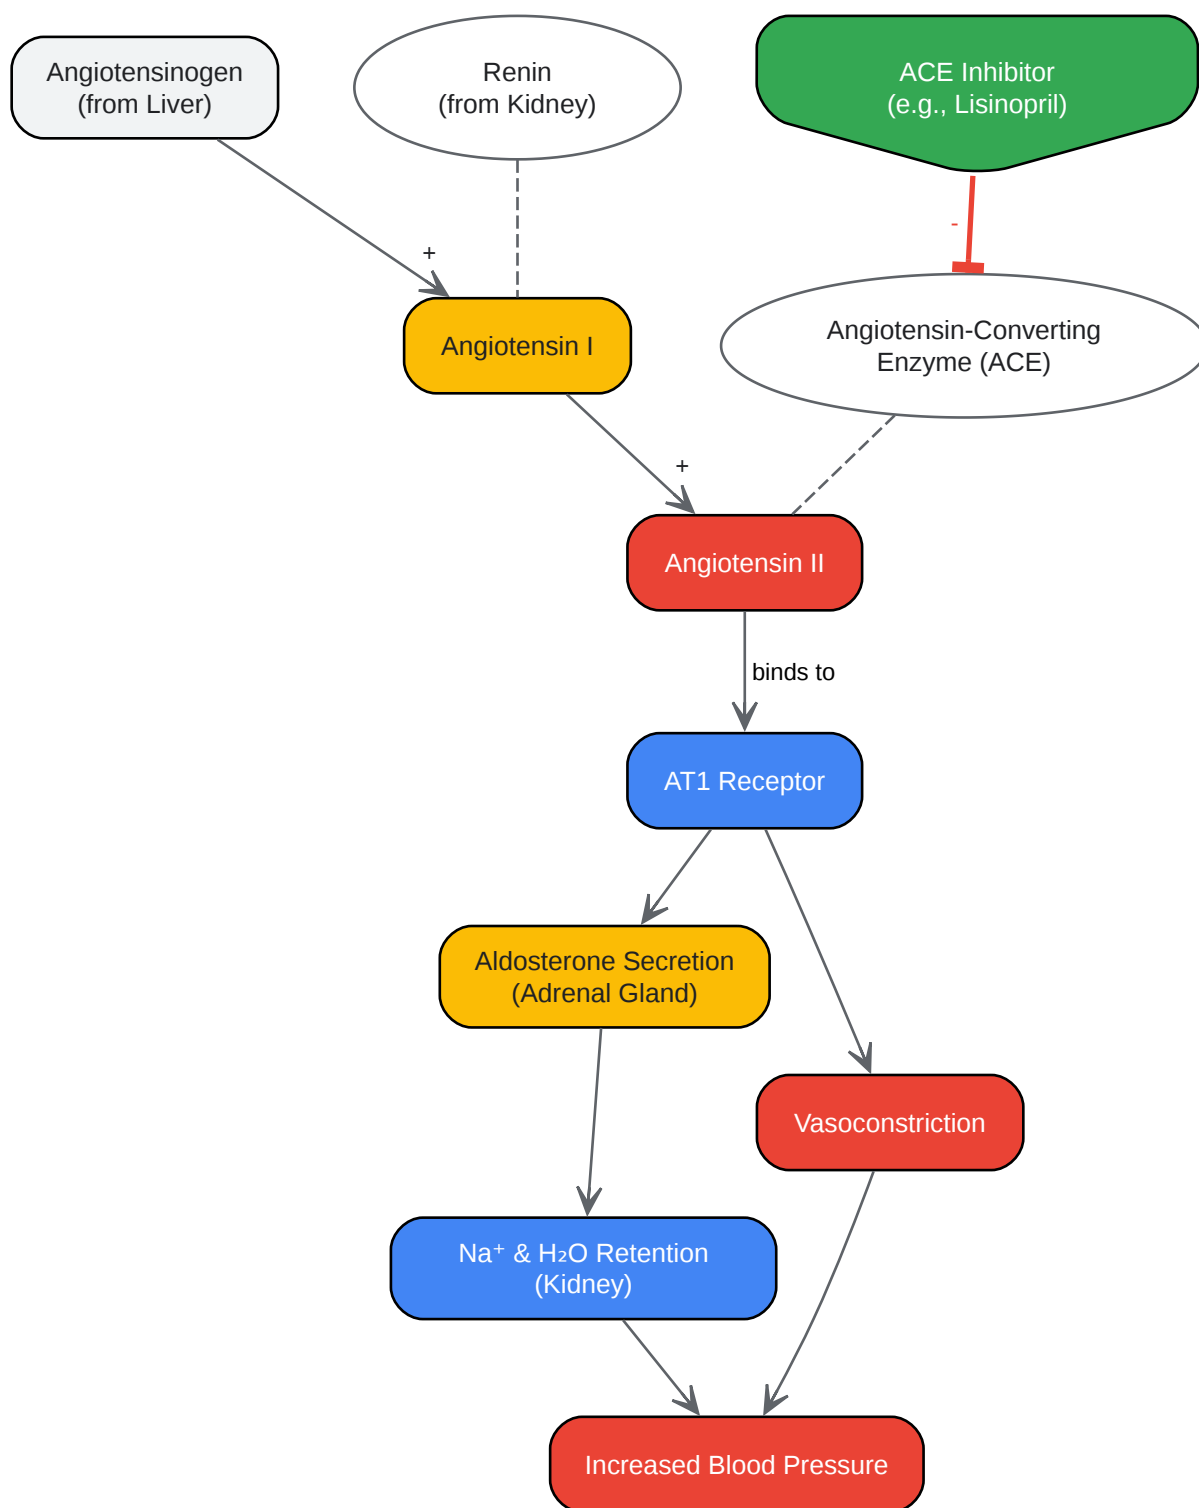 Angiotensinogen
(from Liver)
Renin
(from Kidney)
ACE Inhibitor
(e.g., Lisinopril)
-
+
Angiotensin I
Angiotensin-Converting
Enzyme (ACE)
+
Angiotensin II
binds to
AT1 Receptor
Aldosterone Secretion
(Adrenal Gland)
Vasoconstriction
Na⁺ & H₂O Retention
(Kidney)
Increased Blood Pressure